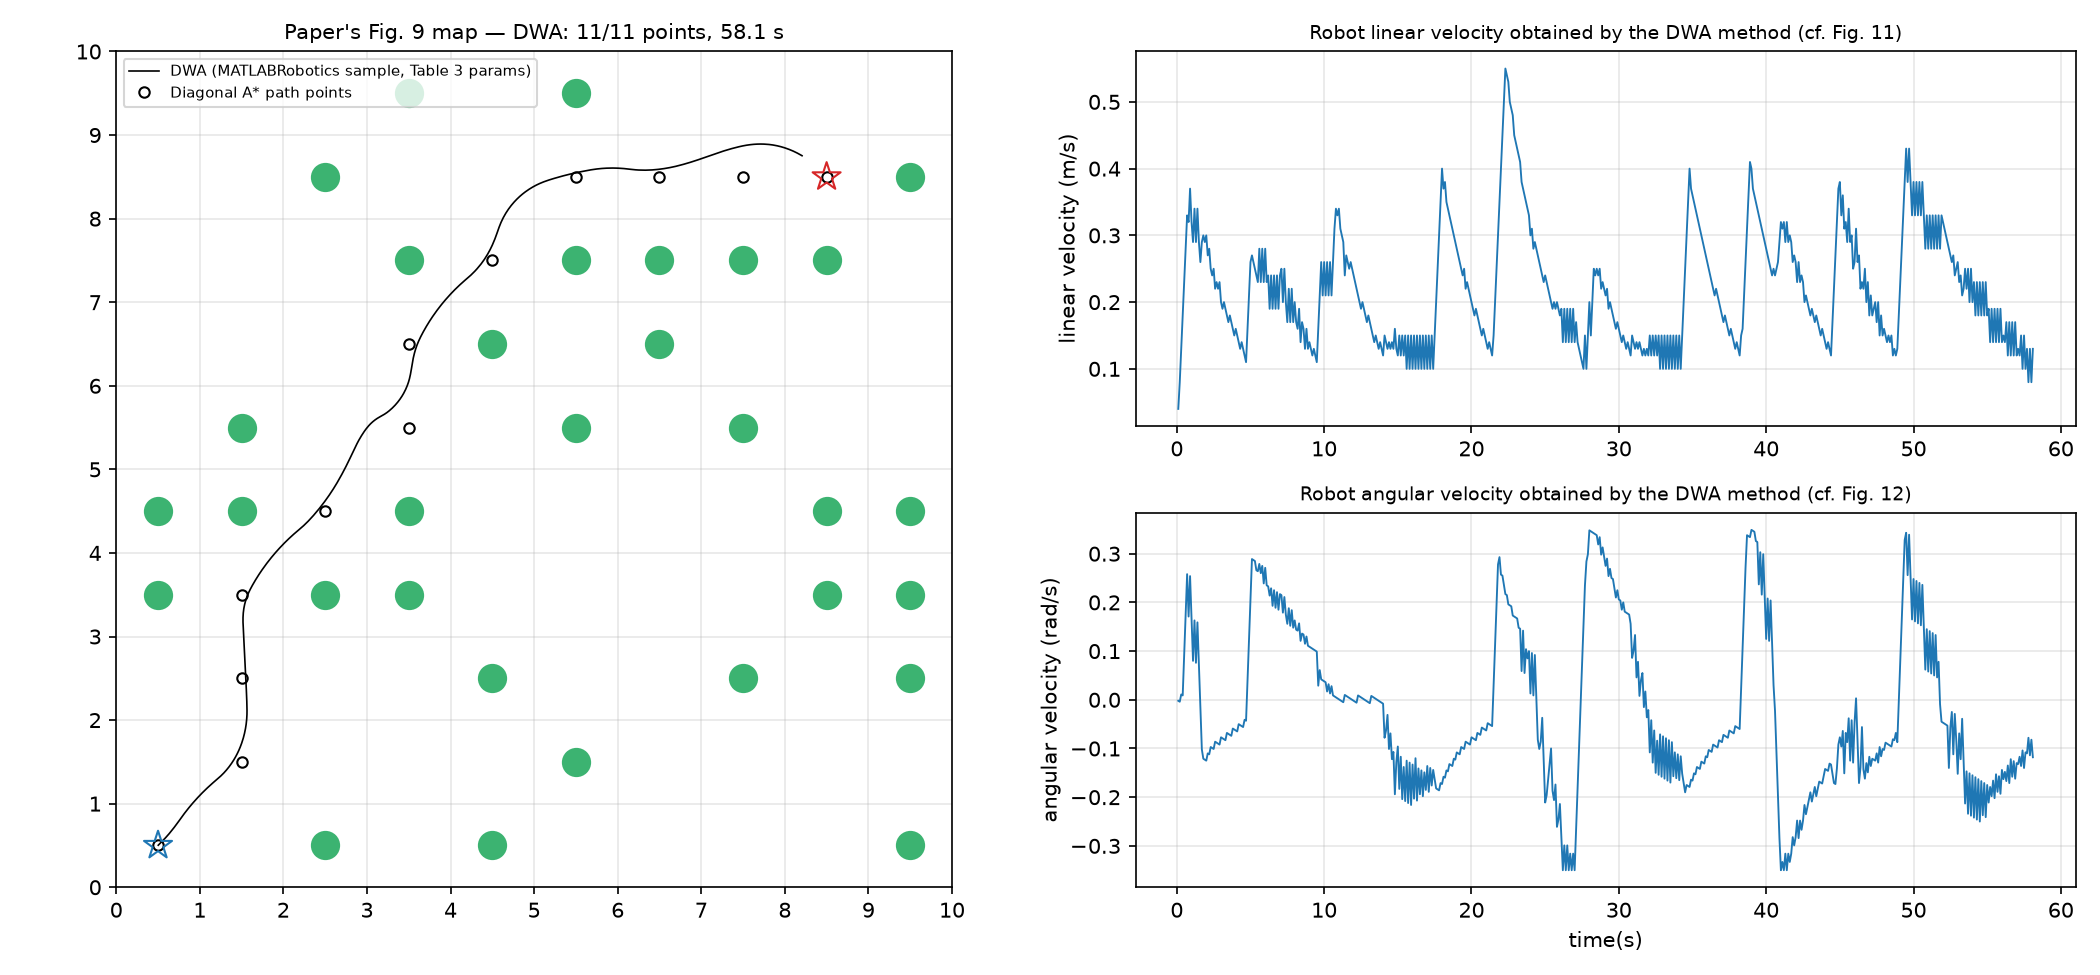 Paper's Fig. 9 map — DWA: 11/11 points, 58.1 s
DWA (MATLABRobotics sample, Table 3 params)
Diagonal A* path points
10
9
8
7
6
5
4
3
2
1
0
0 1 2 3 4 5 6 7 8 9 10
Robot linear velocity obtained by the DWA method (cf. Fig. 11)
linear velocity (m/s)
0.5
0.4
0.3
0.2
0.1
0 10 20 30 40 50 60
Robot angular velocity obtained by the DWA method (cf. Fig. 12)
angular velocity (rad/s)
0.3
0.2
0.1
0.0
−0.1
−0.2
−0.3
0 10 20 30 40 50 60
time(s)